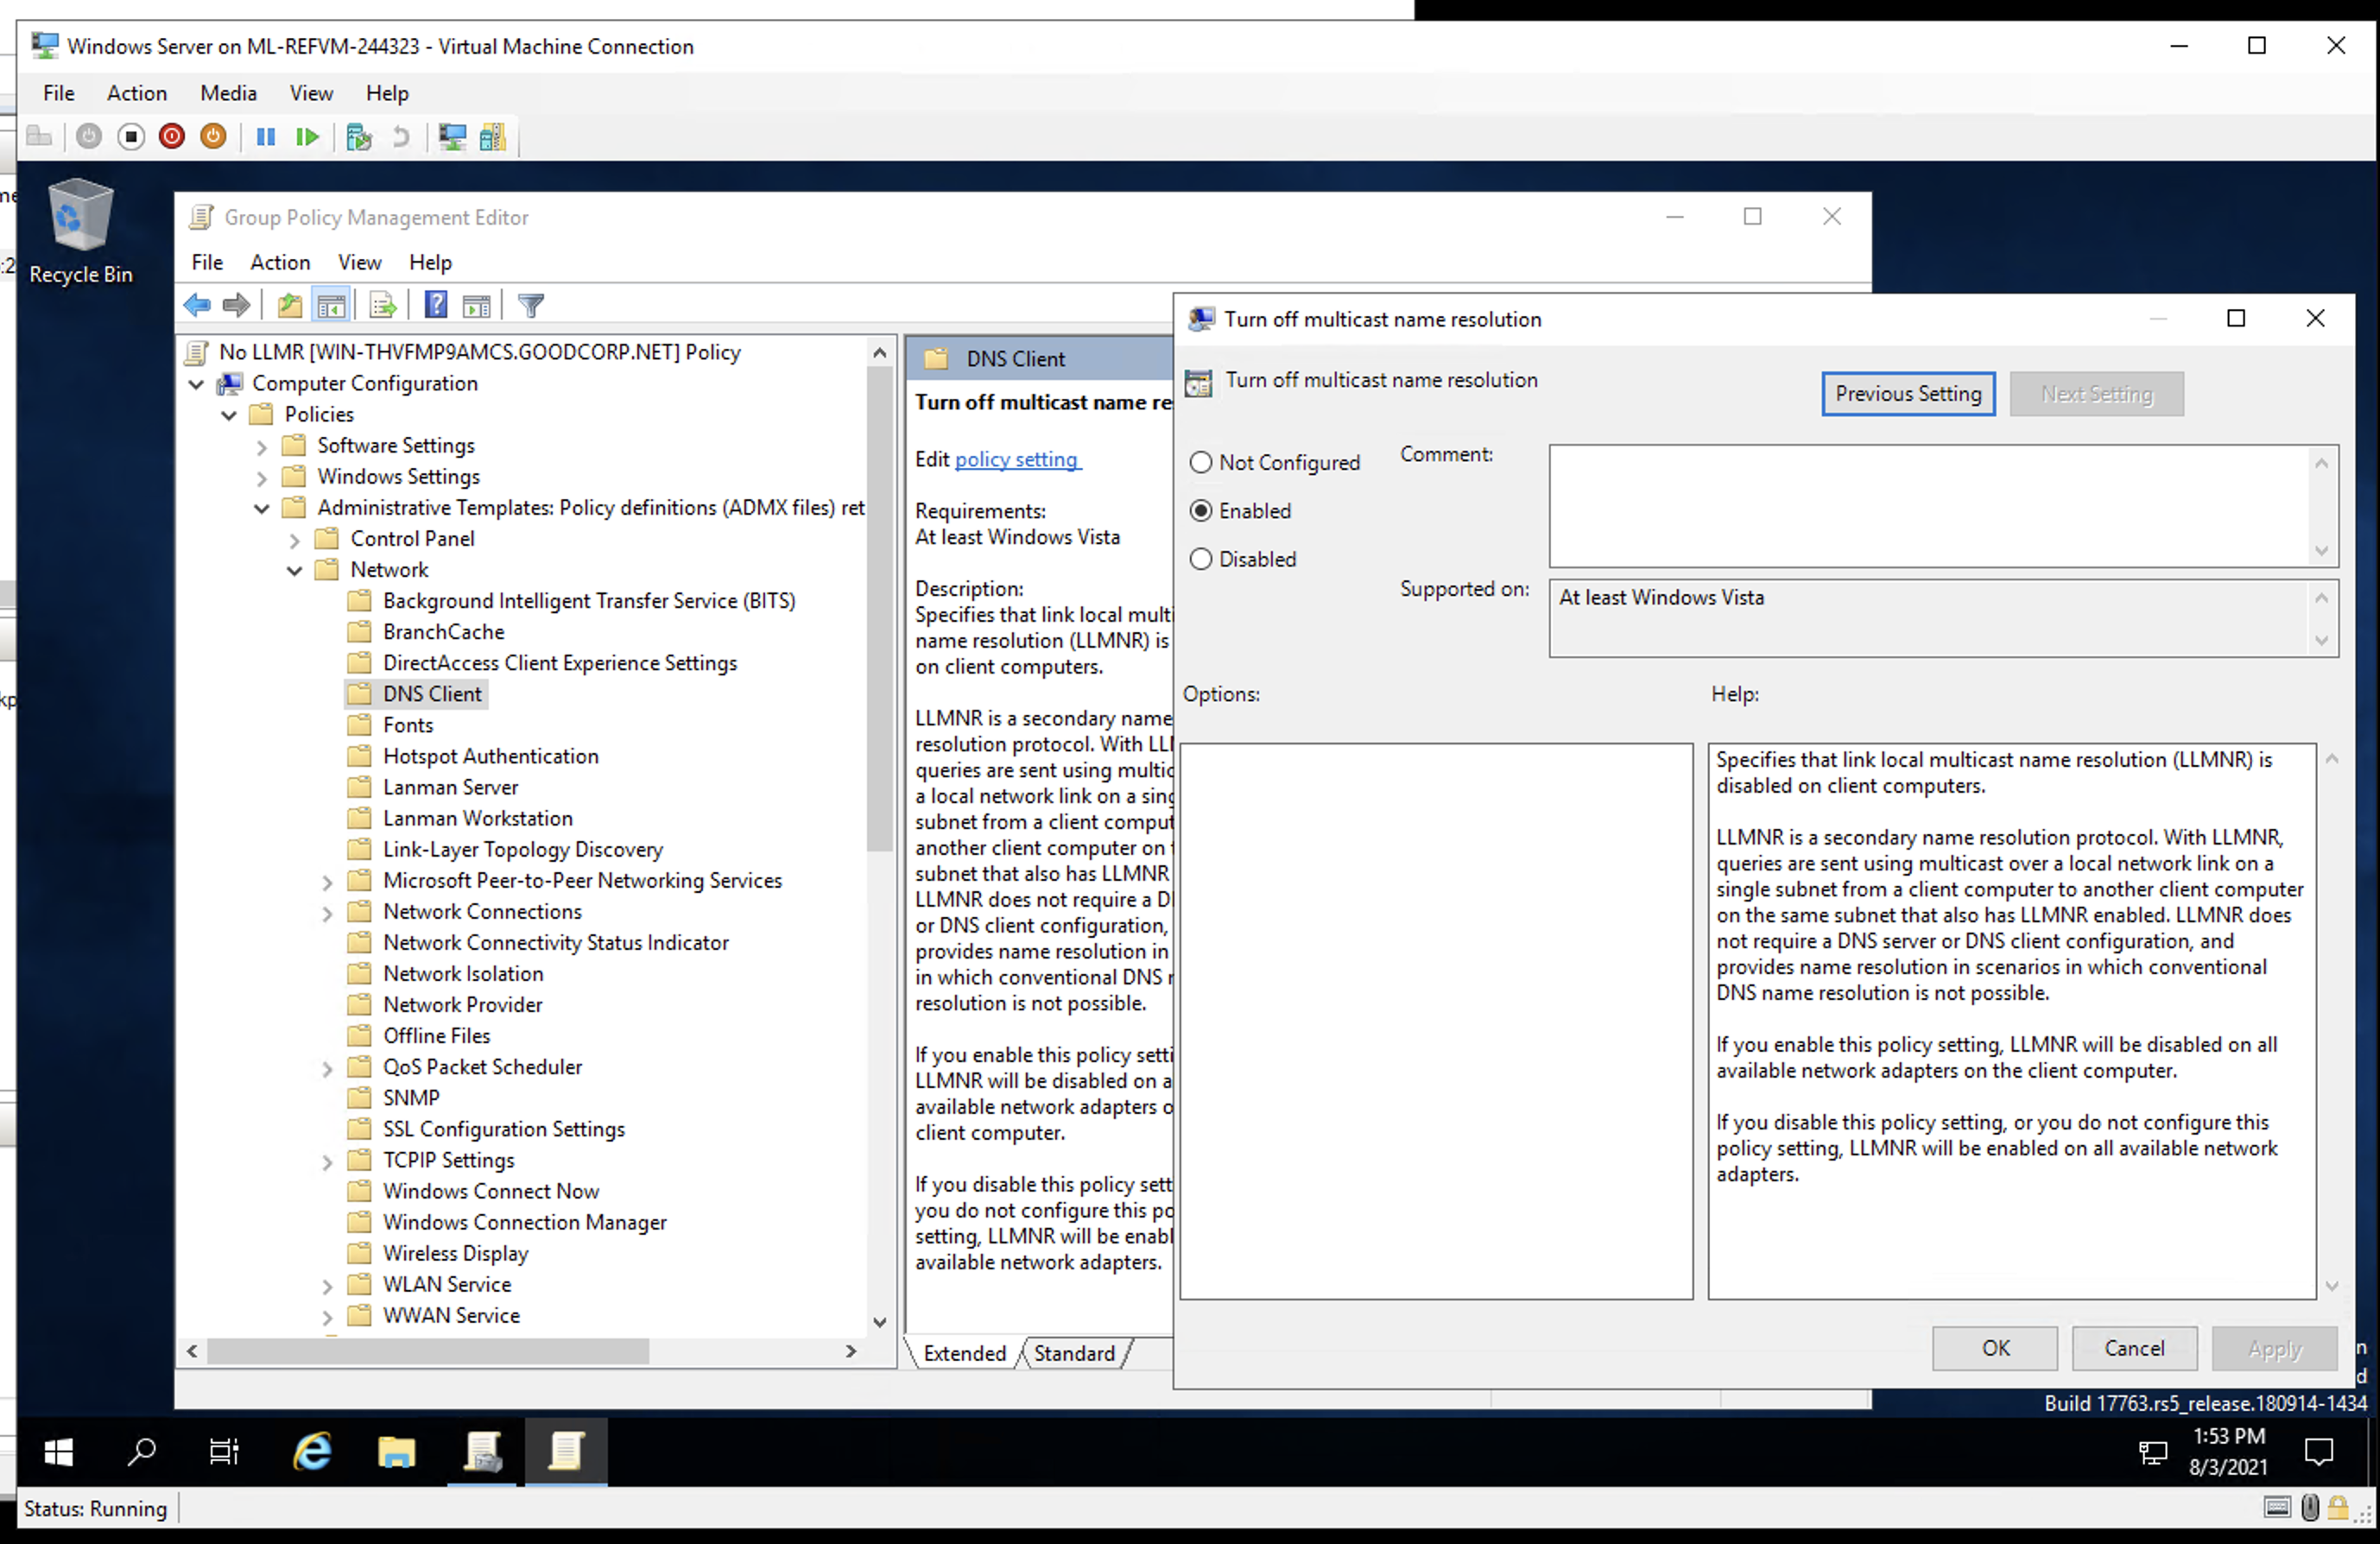 Windows Server on ML-REFVM-244323 - Virtual Machine Connection
File Action Media View Help
Recycle Bin
Group Policy Management Editor
File Action View Help
No LLMR [WIN-THVFMP9AMCS.GOODCORP.NET] Policy
Computer Configuration
Policies
Software Settings
Windows Settings
Administrative Templates: Policy definitions (ADMX files) ret
Control Panel
Network
Background Intelligent Transfer Service (BITS)
BranchCache
DirectAccess Client Experience Settings
DNS Client
Fonts
Hotspot Authentication
Lanman Server
Lanman Workstation
Link-Layer Topology Discovery
Microsoft Peer-to-Peer Networking Services
Network Connections
Network Connectivity Status Indicator
Network Isolation
Network Provider
Offline Files
QoS Packet Scheduler
SNMP
SSL Configuration Settings
TCPIP Settings
Windows Connect Now
Windows Connection Manager
Wireless Display
WLAN Service
WWAN Service
DNS Client
Turn off multicast name re
Edit policy setting
Requirements:
At least Windows Vista
Description:
Specifies that link local multi
name resolution (LLMNR) is
on client computers.
LLMNR is a secondary name
resolution protocol. With LL
queries are sent using multic
a local network link on a sing
subnet from a client comput
another client computer on
subnet that also has LLMNR
LLMNR does not require a D
or DNS client configuration,
provides name resolution in
in which conventional DNS
resolution is not possible.
If you enable this policy setti
LLMNR will be disabled on a
available network adapters o
client computer.
If you disable this policy sett
you do not configure this po
setting, LLMNR will be enabl
available network adapters.
Extended Standard
Turn off multicast name resolution
Turn off multicast name resolution
Previous Setting Next Setting
Not Configured
Enabled
Disabled
Comment:
Supported on:
At least Windows Vista
Options:
Help:
Specifies that link local multicast name resolution (LLMNR) is
disabled on client computers.
LLMNR is a secondary name resolution protocol. With LLMNR,
queries are sent using multicast over a local network link on a
single subnet from a client computer to another client computer
on the same subnet that also has LLMNR enabled. LLMNR does
not require a DNS server or DNS client configuration, and
provides name resolution in scenarios in which conventional
DNS name resolution is not possible.
If you enable this policy setting, LLMNR will be disabled on all
available network adapters on the client computer.
If you disable this policy setting, or you do not configure this
policy setting, LLMNR will be enabled on all available network
adapters.
OK Cancel Apply
Build 17763.rs5_release.180914-1434
1:53 PM
8/3/2021
Status: Running